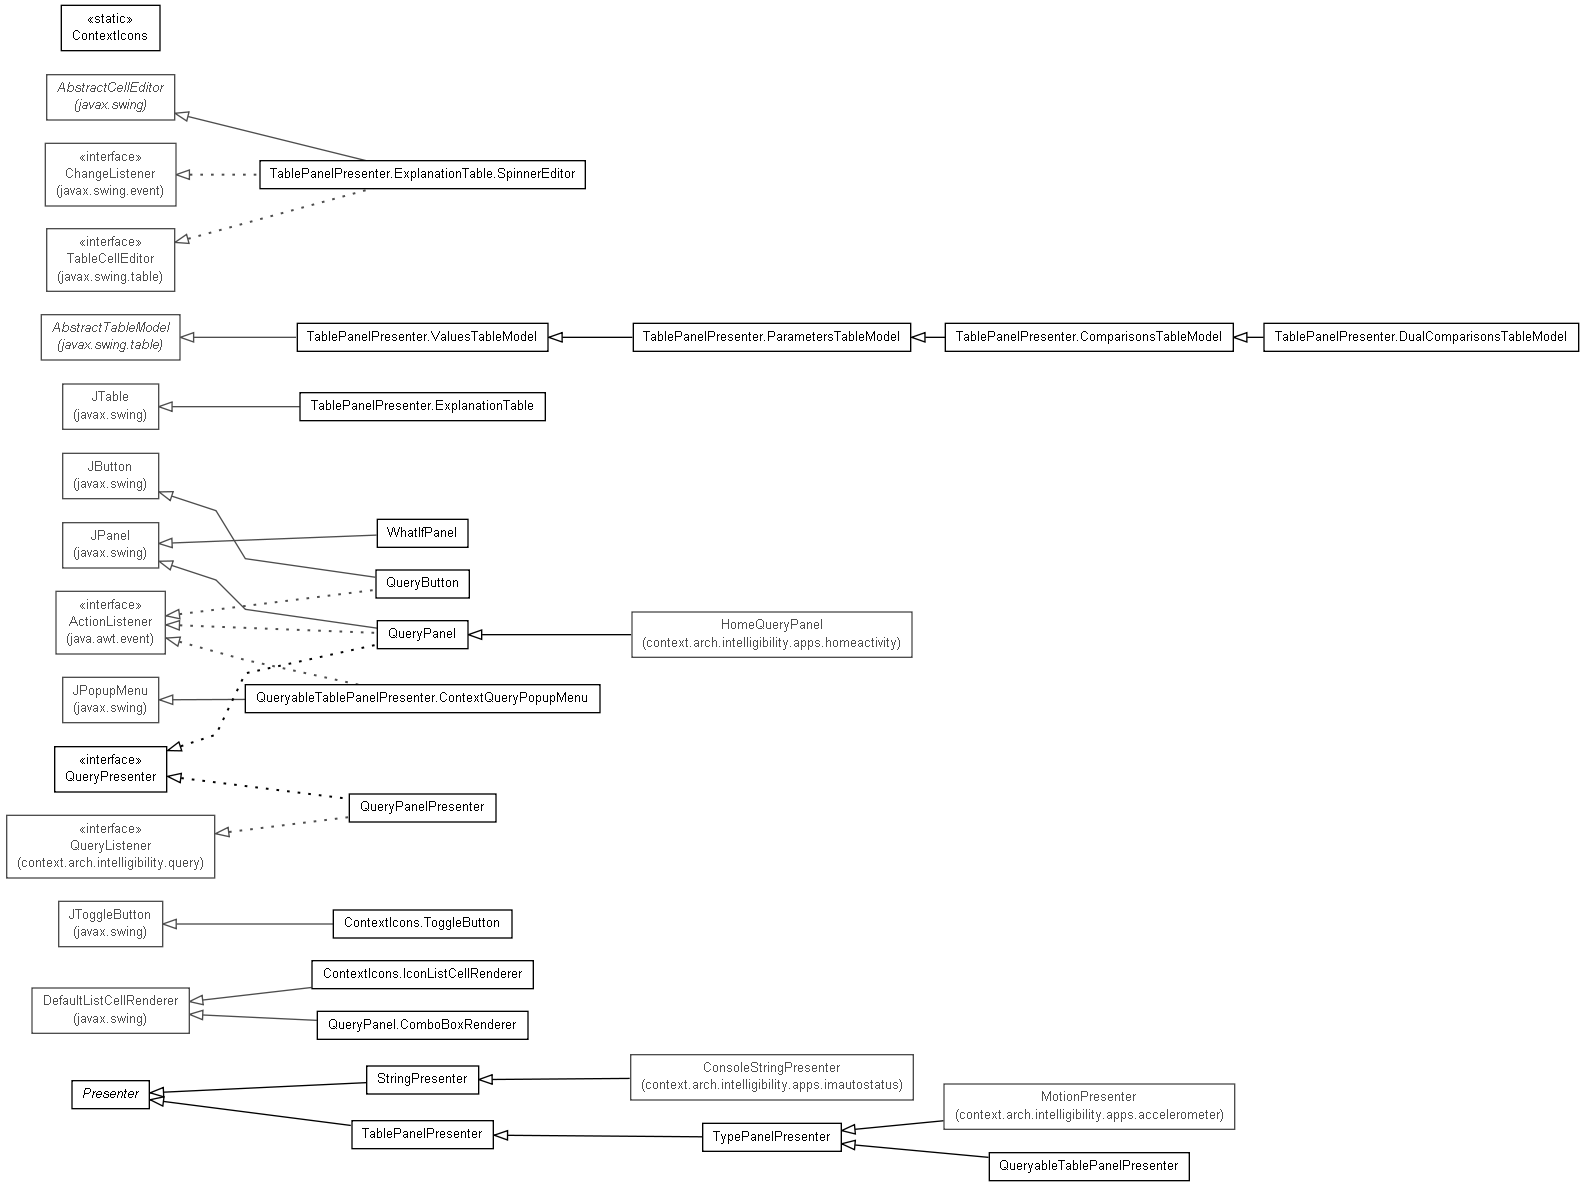 «static»
ContextIcons
AbstractCellEditor
(javax.swing)
«interface»
ChangeListener
(javax.swing.event)
TablePanelPresenter.ExplanationTable.SpinnerEditor
«interface»
TableCellEditor
(javax.swing.table)
AbstractTableModel
(javax.swing.table)
TablePanelPresenter.ValuesTableModel
TablePanelPresenter.ParametersTableModel
TablePanelPresenter.ComparisonsTableModel
TablePanelPresenter.DualComparisonsTableModel
JTable
(javax.swing)
TablePanelPresenter.ExplanationTable
JButton
(javax.swing)
JPanel
(javax.swing)
WhatIfPanel
QueryButton
«interface»
ActionListener
(java.awt.event)
QueryPanel
HomeQueryPanel
(context.arch.intelligibility.apps.homeactivity)
JPopupMenu
(javax.swing)
QueryableTablePanelPresenter.ContextQueryPopupMenu
«interface»
QueryPresenter
QueryPanelPresenter
«interface»
QueryListener
(context.arch.intelligibility.query)
JToggleButton
(javax.swing)
ContextIcons.ToggleButton
ContextIcons.IconListCellRenderer
DefaultListCellRenderer
(javax.swing)
QueryPanel.ComboBoxRenderer
Presenter
StringPresenter
ConsoleStringPresenter
(context.arch.intelligibility.apps.imautostatus)
TablePanelPresenter
TypePanelPresenter
MotionPresenter
(context.arch.intelligibility.apps.accelerometer)
QueryableTablePanelPresenter